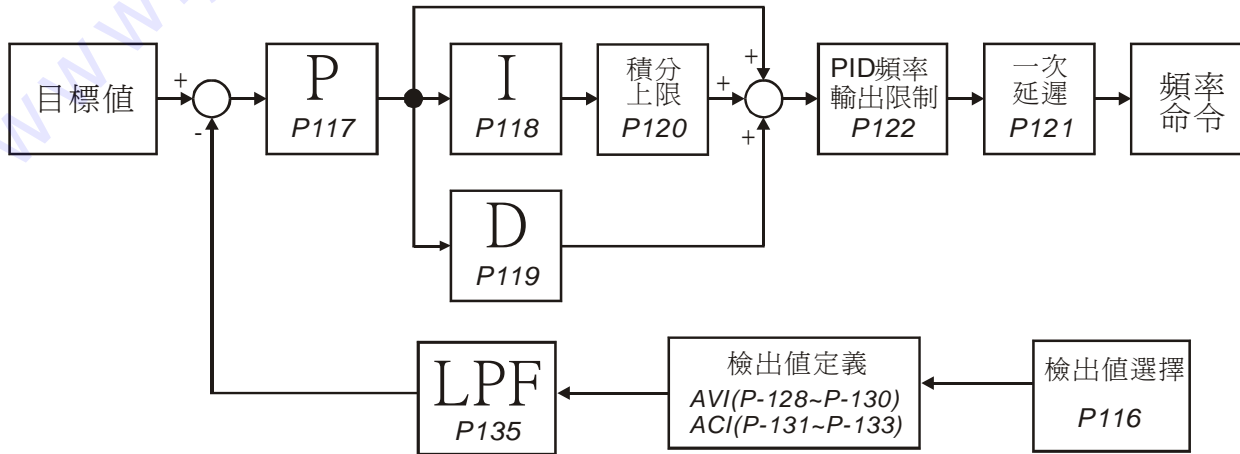 目標值
+
-
P
P117
I
P118
積分
上限
P120
+
+
+
PID頻率
輸出限制
P122
一次
延遲
P121
頻率
命令
D
P119
LPF
P135
檢出值定義
AVI(P-128~P-130)
ACI(P-131~P-133)
檢出值選擇
P116